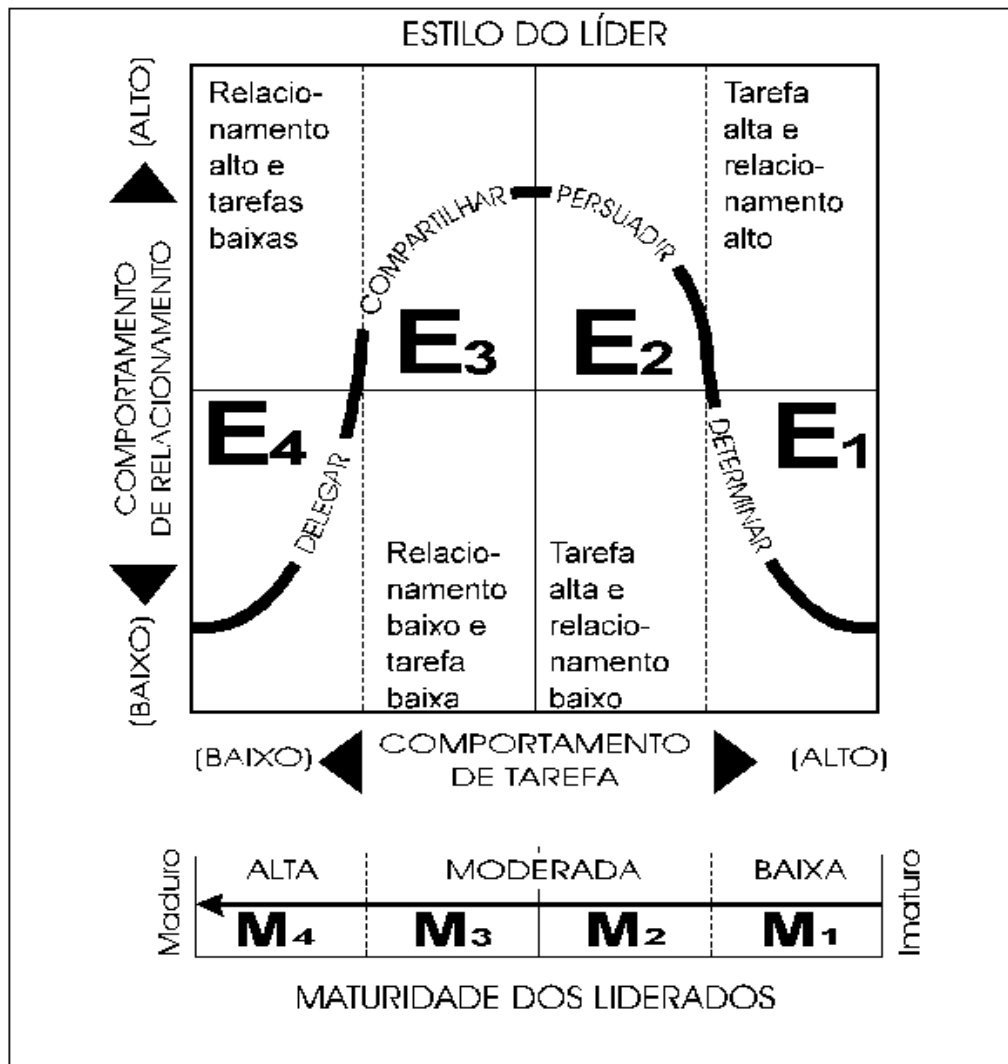 ESTILO DO LÍDER
(ALTO)
COMPORTAMENTO
DE RELACIONAMENTO
(BAIXO)
Relacio-
namento
alto e
tarefas
baixas
Tarefa
alta e
relacio-
namento
alto
COMPARTILHAR
PERSUADIR
E3
E2
E4
E1
DELEGAR
DETERMINAR
Relacio-
namento
baixo e
tarefa
baixa
Tarefa
alta e
relacio-
namento
baixo
(BAIXO)
COMPORTAMENTO
DE TAREFA
(ALTO)
Maduro
ALTA
MODERADA
BAIXA
Imaturo
M4
M3
M2
M1
MATURIDADE DOS LIDERADOS